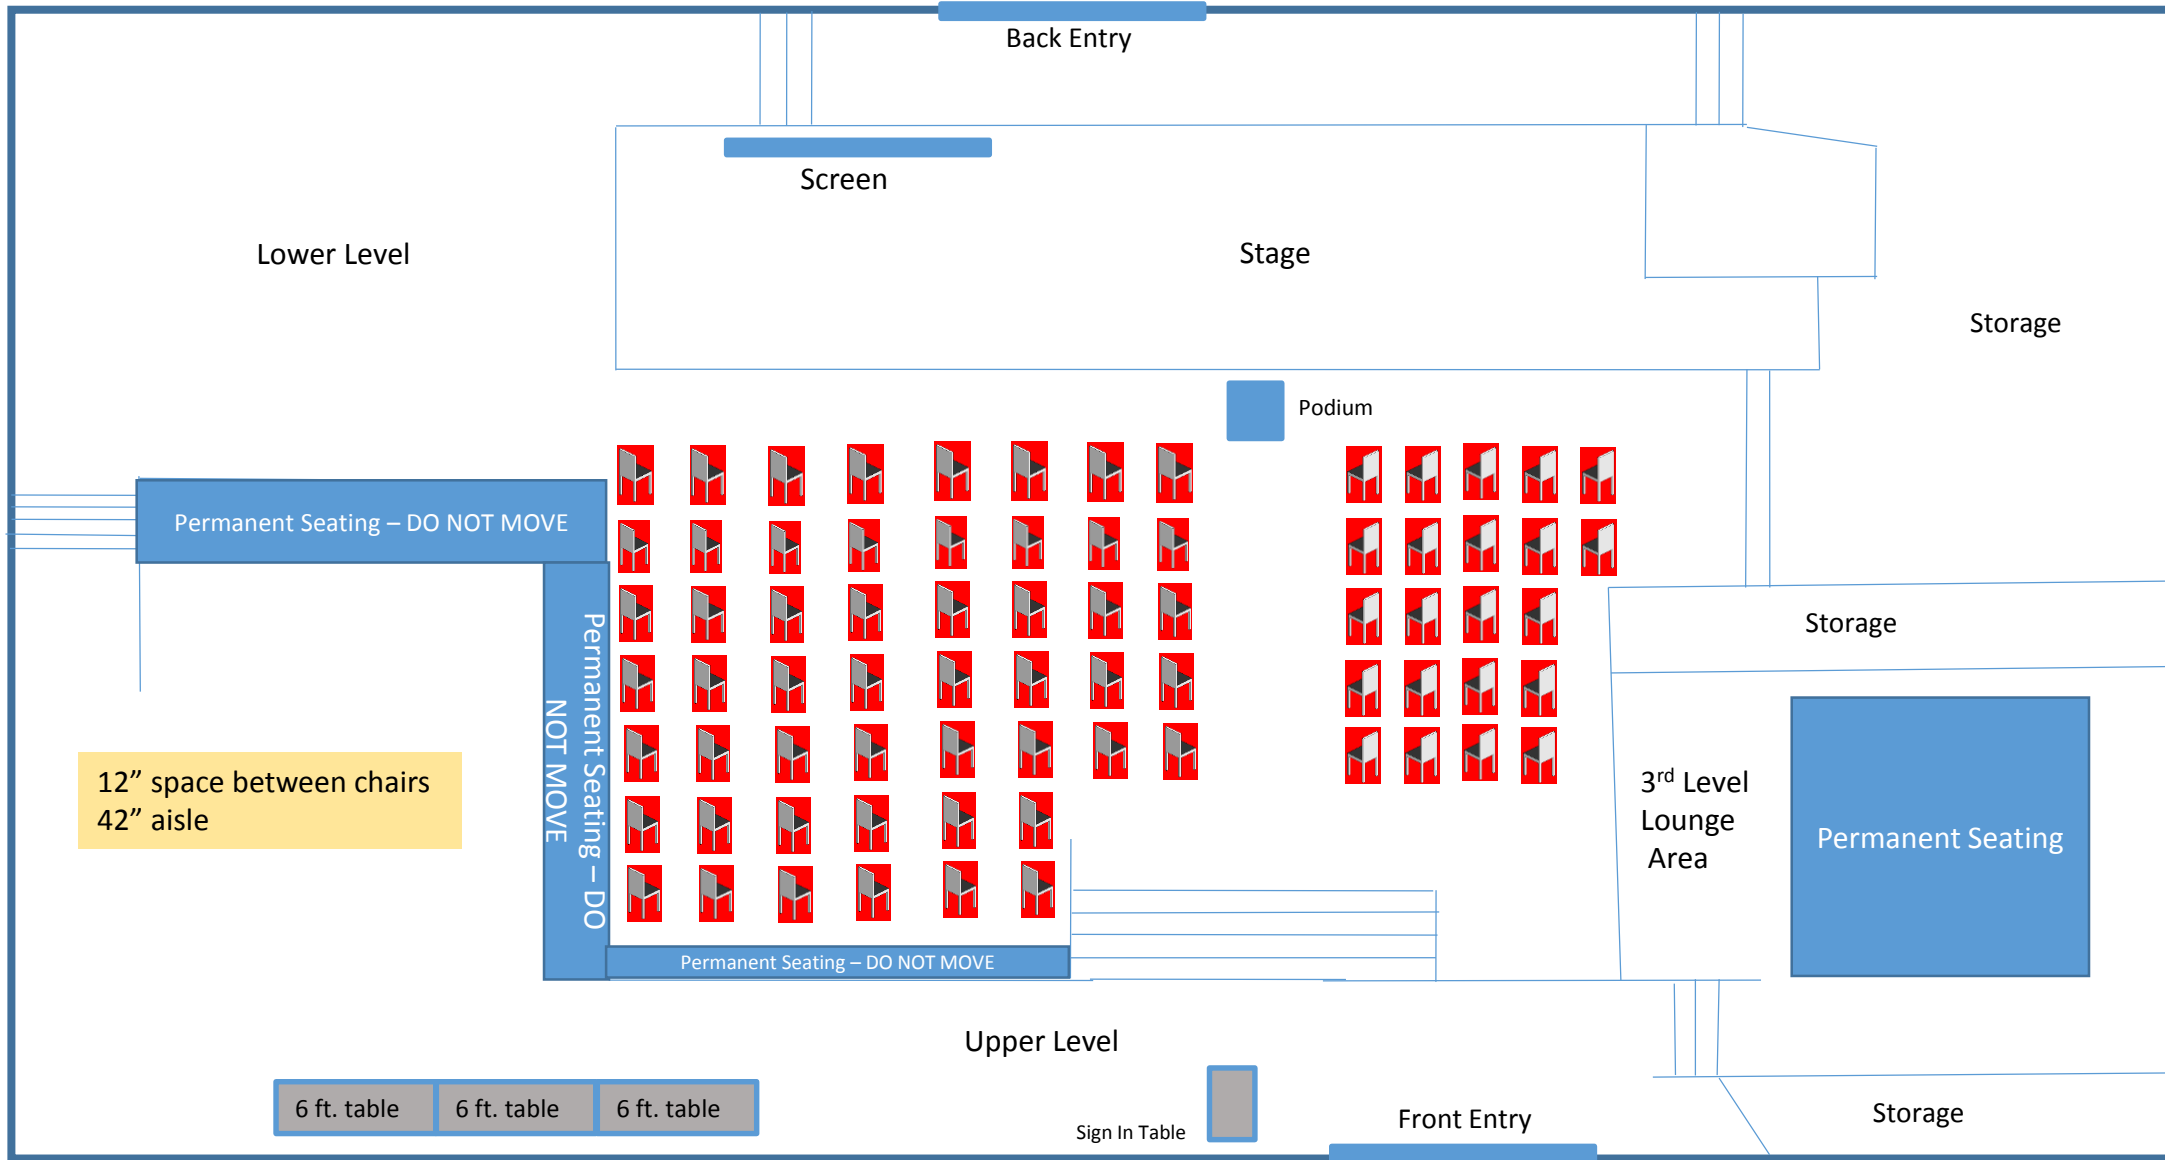 Back Entry
Screen
Lower Level
Stage
Storage
Podium
Permanent Seating – DO NOT MOVE
Permanent Seating – DO
NOT MOVE
Storage
12” space between chairs
42” aisle
3rd Level
Lounge
Area
Permanent Seating
Permanent Seating – DO NOT MOVE
Upper Level
6 ft. table
6 ft. table
6 ft. table
Sign In Table
Front Entry
Storage